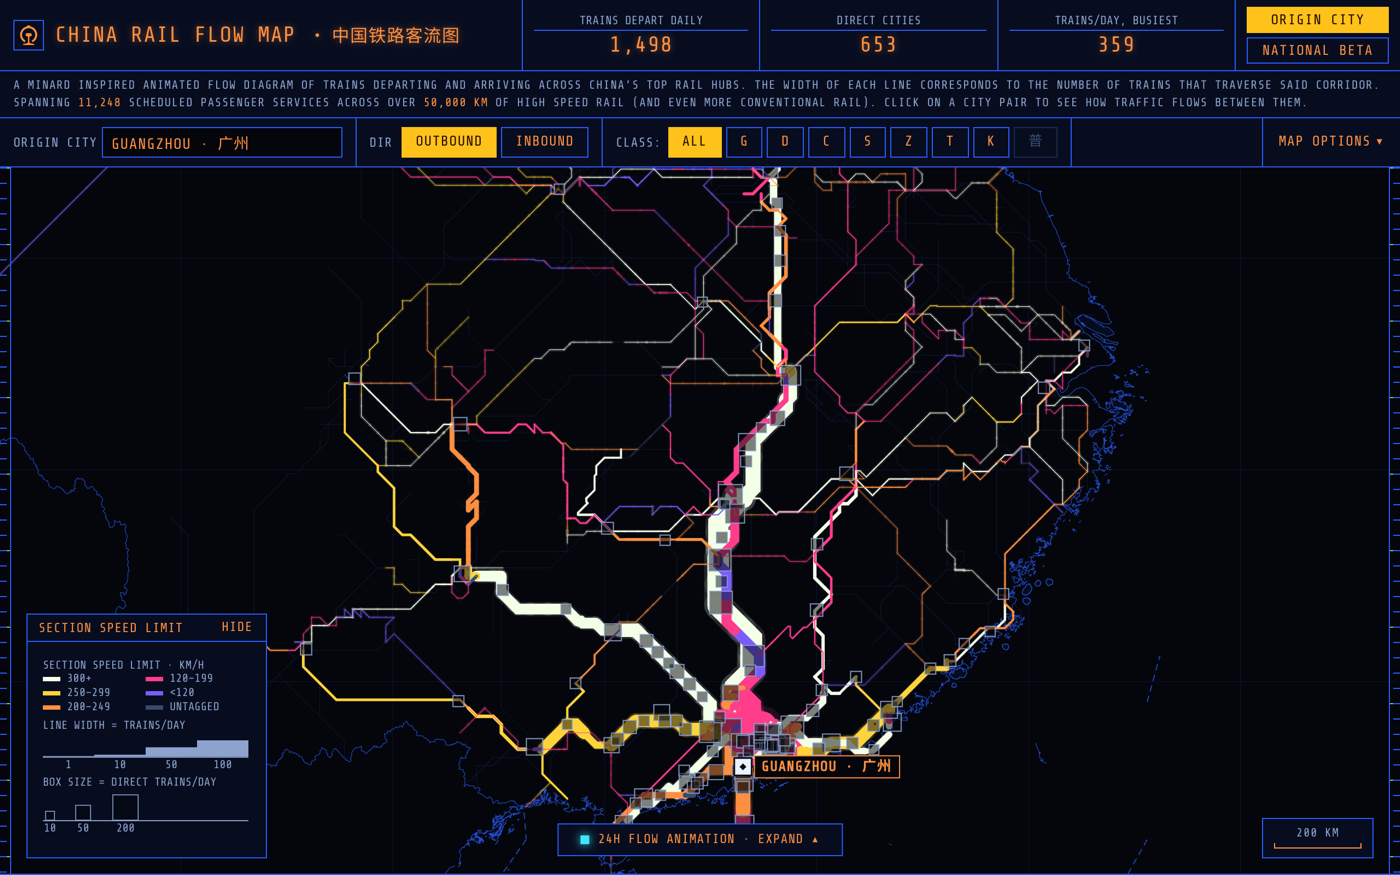 CHINA RAIL FLOW MAP · 中国铁路客流图
TRAINS DEPART DAILY
1,498
DIRECT CITIES
653
TRAINS/DAY, BUSIEST
359
ORIGIN CITY
NATIONAL BETA
A MINARD INSPIRED ANIMATED FLOW DIAGRAM OF TRAINS DEPARTING AND ARRIVING ACROSS CHINA'S TOP RAIL HUBS. THE WIDTH OF EACH LINE CORRESPONDS TO THE NUMBER OF TRAINS THAT TRAVERSE SAID CORRIDOR.
SPANNING 11,248 SCHEDULED PASSENGER SERVICES ACROSS OVER 50,000 KM OF HIGH SPEED RAIL (AND EVEN MORE CONVENTIONAL RAIL). CLICK ON A CITY PAIR TO SEE HOW TRAFFIC FLOWS BETWEEN THEM.
ORIGIN CITY GUANGZHOU · 广州 DIR OUTBOUND INBOUND CLASS: ALL G D C S Z T K 普 MAP OPTIONS ▾
SECTION SPEED LIMIT HIDE
SECTION SPEED LIMIT · KM/H
300+ 120–199
250–299 <120
200–249 UNTAGGED
LINE WIDTH = TRAINS/DAY
1 10 50 100
BOX SIZE = DIRECT TRAINS/DAY
10 50 200
GUANGZHOU · 广州
24H FLOW ANIMATION · EXPAND ▴
200 KM